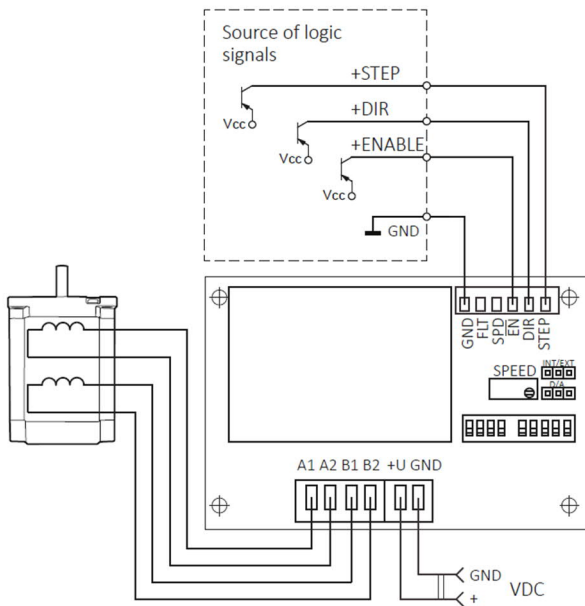 Source of logic
signals
+STEP
+DIR
Vcc
+ENABLE
Vcc
Vcc
GND
GND
FLT
SPD
EN
DIR
STEP
INT/EXT
SPEED
D/A
A1 A2 B1 B2 +U GND
GND
VDC
+